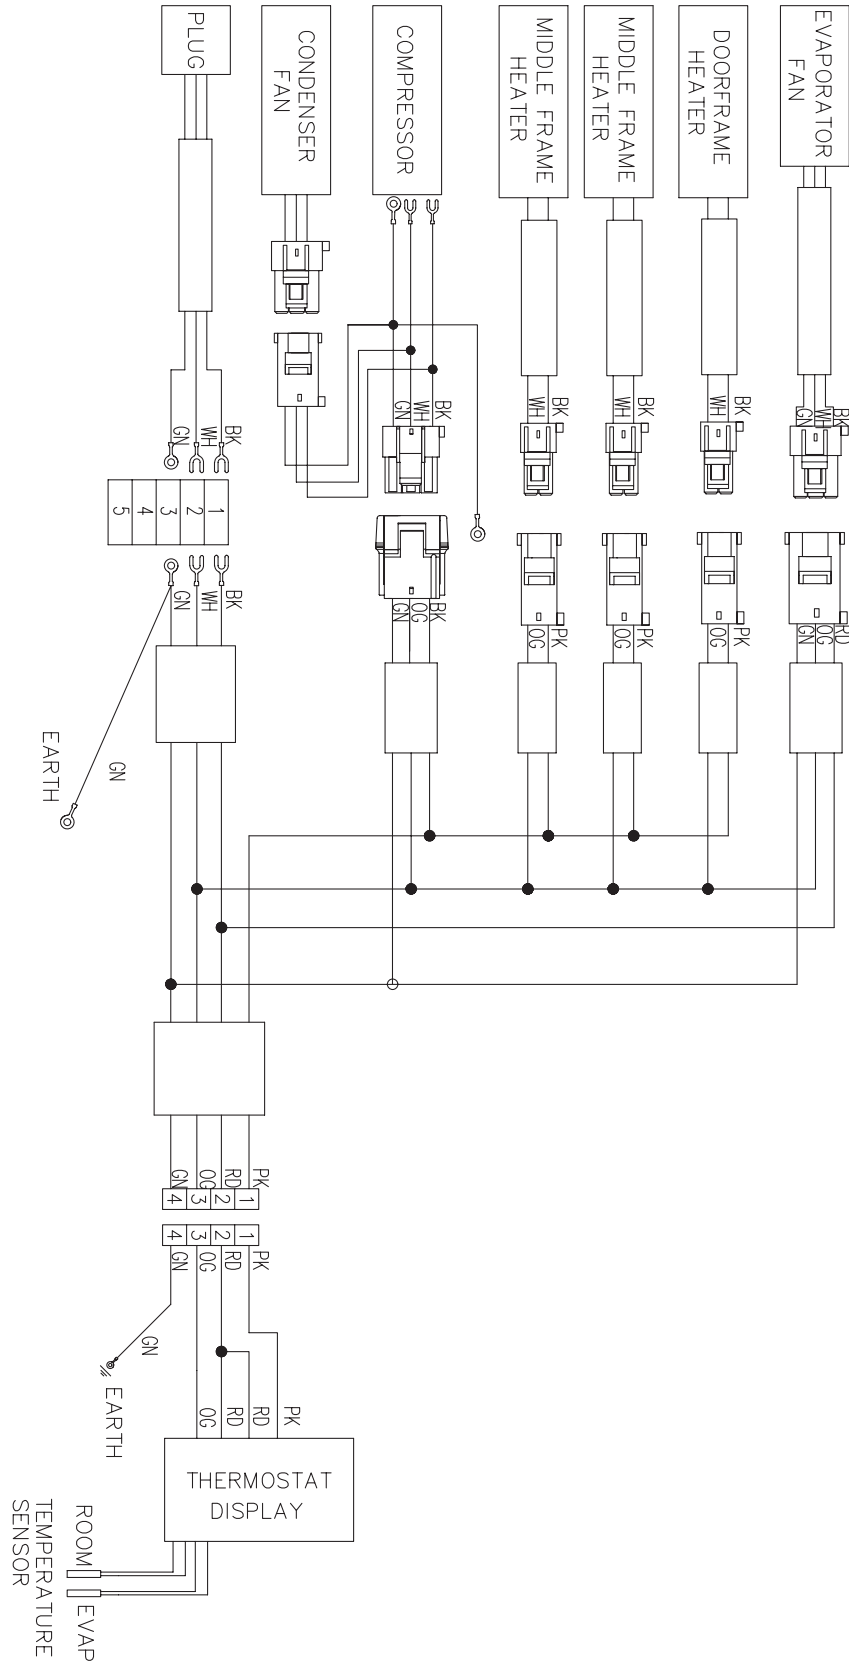 PLUG
CONDENSER
FAN
COMPRESSOR
MIDDLE FRAME
HEATER
MIDDLE FRAME
HEATER
DOORFRAME
HEATER
EVAPORATOR
FAN
GN WH BK
GN WH BK
WH BK
WH BK
WH BK
GN WH BK
5 4 3 2 1
GN WH BK
GN OG BK
OG PK
OG PK
OG PK
GN OG RD
EARTH
GN
GN OG RD PK
4 3 2 1
4 3 2 1
GN OG RD PK
GN
EARTH
OG RD RD PK
THERMOSTAT
DISPLAY
ROOM EVAP
TEMPERATURE
SENSOR